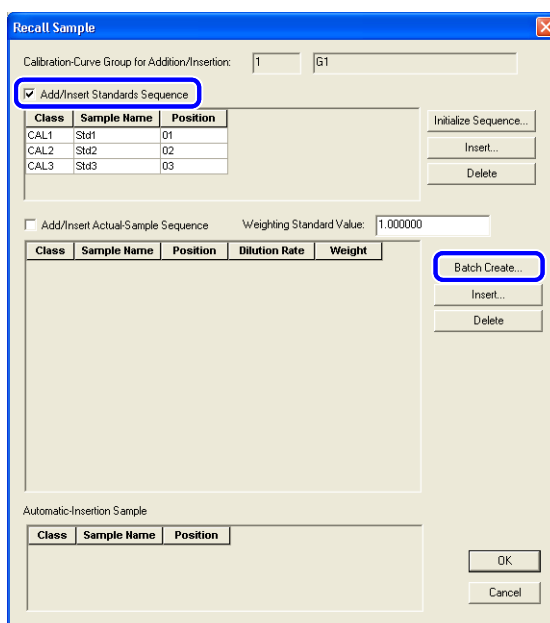 Recall Sample
Calibration-Curve Group for Addition/Insertion: 1 G1
Add/Insert Standards Sequence
Class Sample Name Position
CAL1 Std1 01
CAL2 Std2 02
CAL3 Std3 03
Initialize Sequence...
Insert...
Delete
Add/Insert Actual-Sample Sequence Weighting Standard Value: 1.000000
Class Sample Name Position Dilution Rate Weight
Batch Create...
Insert...
Delete
Automatic-Insertion Sample
Class Sample Name Position
OK
Cancel